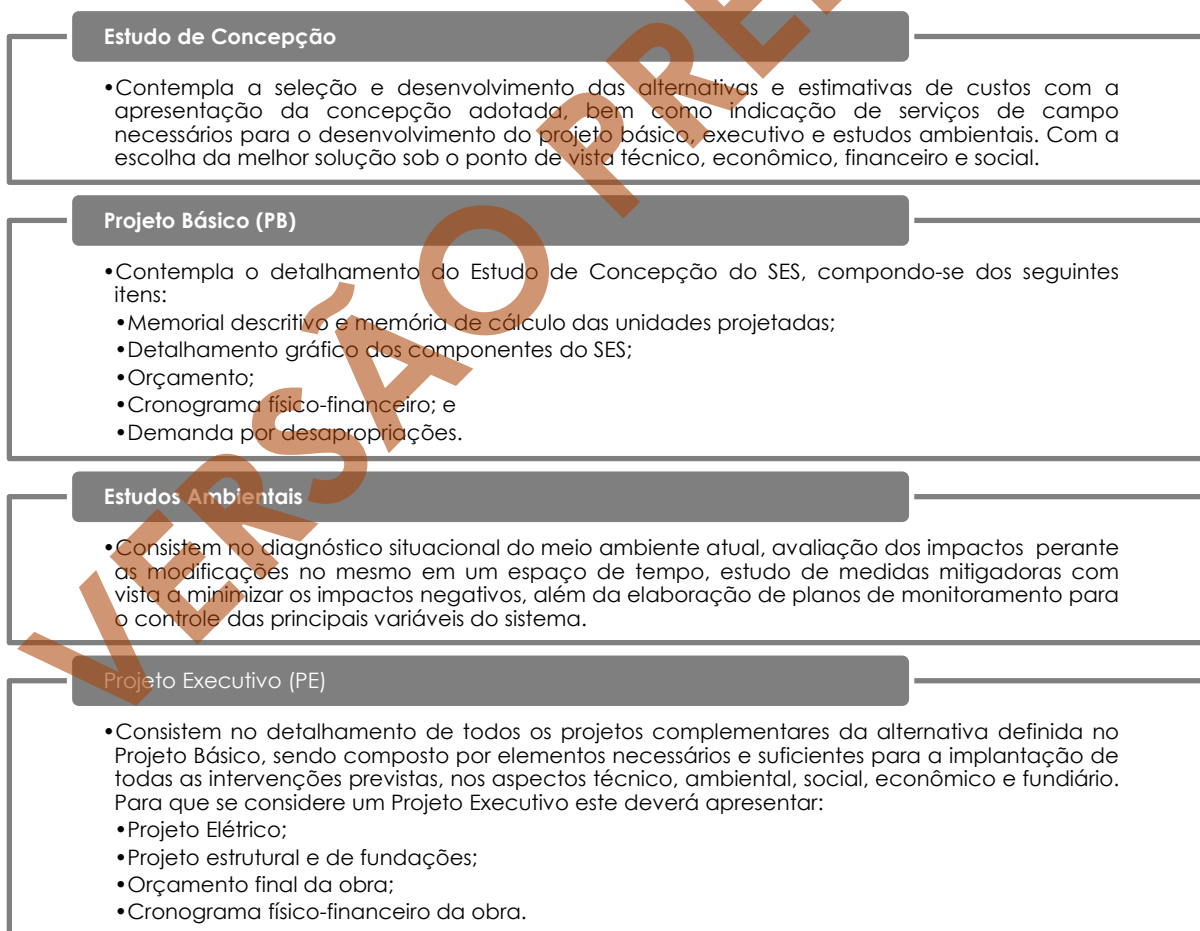 Estudo de Concepção
•Contempla a seleção e desenvolvimento das alternativas e estimativas de custos com a
apresentação da concepção adotada, bem como indicação de serviços de campo
necessários para o desenvolvimento do projeto básico, executivo e estudos ambientais. Com a
escolha da melhor solução sob o ponto de vista técnico, econômico, financeiro e social.
Projeto Básico (PB)
•Contempla o detalhamento do Estudo de Concepção do SES, compondo-se dos seguintes
itens:
•Memorial descritivo e memória de cálculo das unidades projetadas;
•Detalhamento gráfico dos componentes do SES;
•Orçamento;
•Cronograma físico-financeiro; e
•Demanda por desapropriações.
Estudos Ambientais
•Consistem no diagnóstico situacional do meio ambiente atual, avaliação dos impactos perante
as modificações no mesmo em um espaço de tempo, estudo de medidas mitigadoras com
vista a minimizar os impactos negativos, além da elaboração de planos de monitoramento para
o controle das principais variáveis do sistema.
Projeto Executivo (PE)
•Consistem no detalhamento de todos os projetos complementares da alternativa definida no
Projeto Básico, sendo composto por elementos necessários e suficientes para a implantação de
todas as intervenções previstas, nos aspectos técnico, ambiental, social, econômico e fundiário.
Para que se considere um Projeto Executivo este deverá apresentar:
•Projeto Elétrico;
•Projeto estrutural e de fundações;
•Orçamento final da obra;
•Cronograma físico-financeiro da obra.
VERSÃO